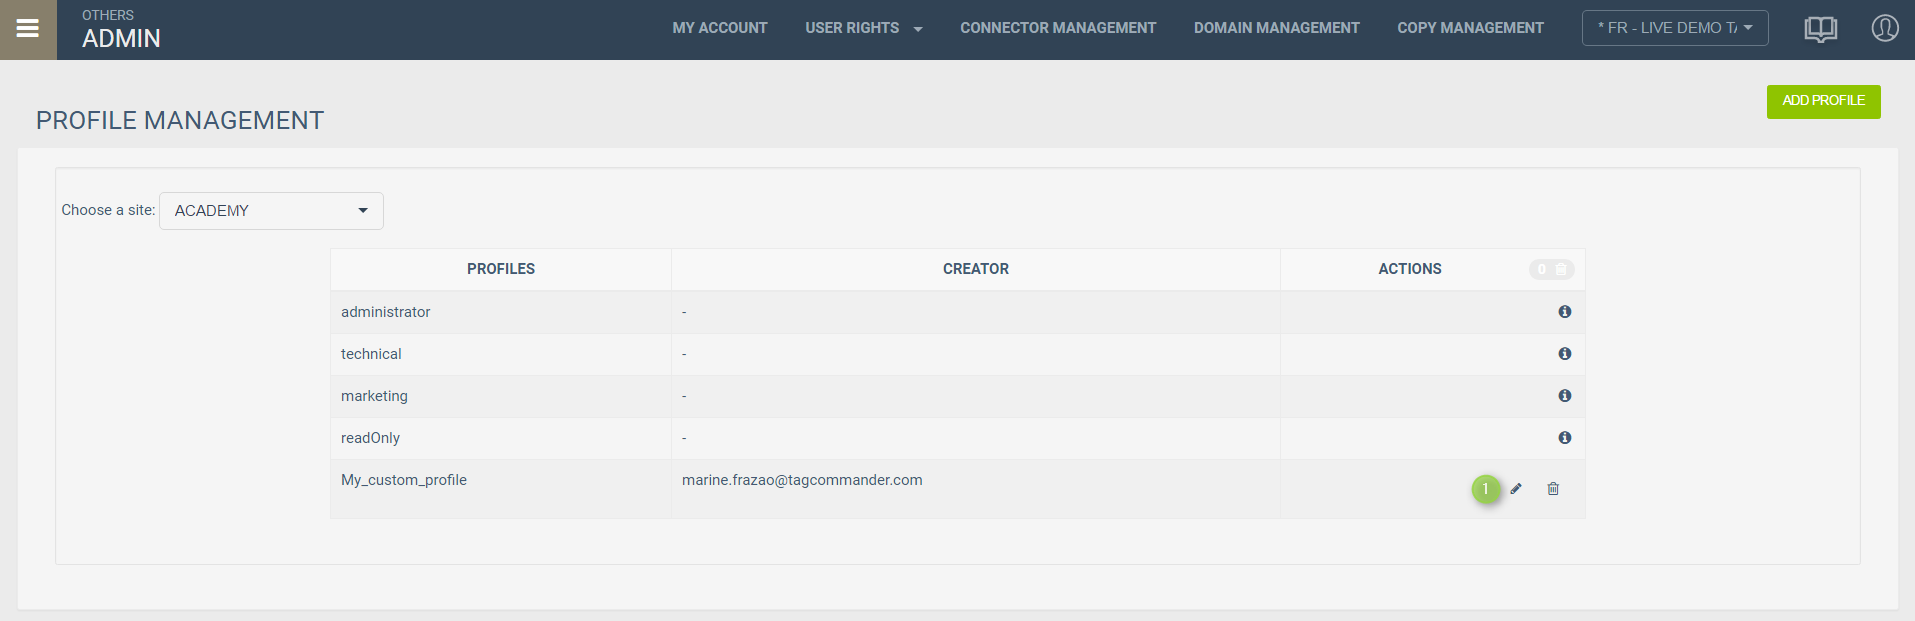 OTHERS
ADMIN
MY ACCOUNT USER RIGHTS CONNECTOR MANAGEMENT DOMAIN MANAGEMENT COPY MANAGEMENT * FR - LIVE DEMO
ADD PROFILE
PROFILE MANAGEMENT
Choose a site: ACADEMY
PROFILES CREATOR ACTIONS 0
administrator -
technical -
marketing -
readOnly -
My_custom_profile marine.frazao@tagcommander.com 1